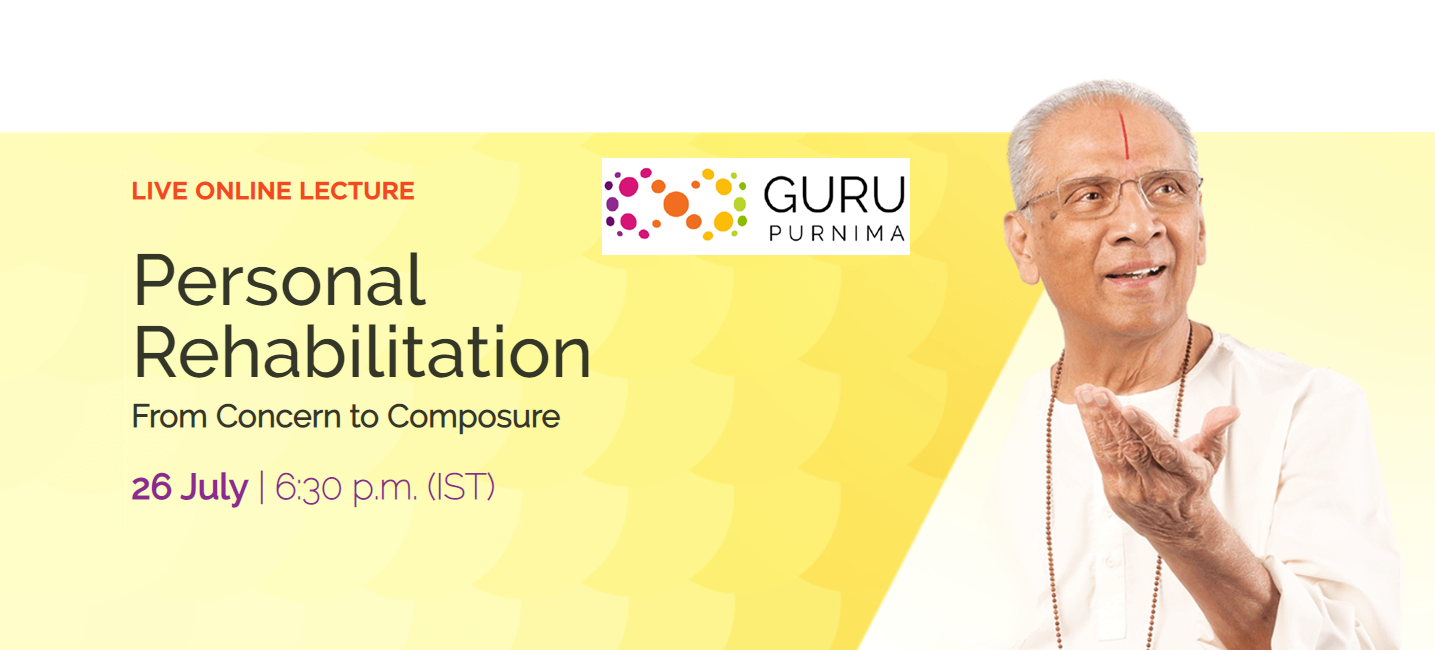 LIVE ONLINE LECTURE
GURU
PURNIMA
Personal
Rehabilitation
From Concern to Composure
26 July | 6:30 p.m. (IST)